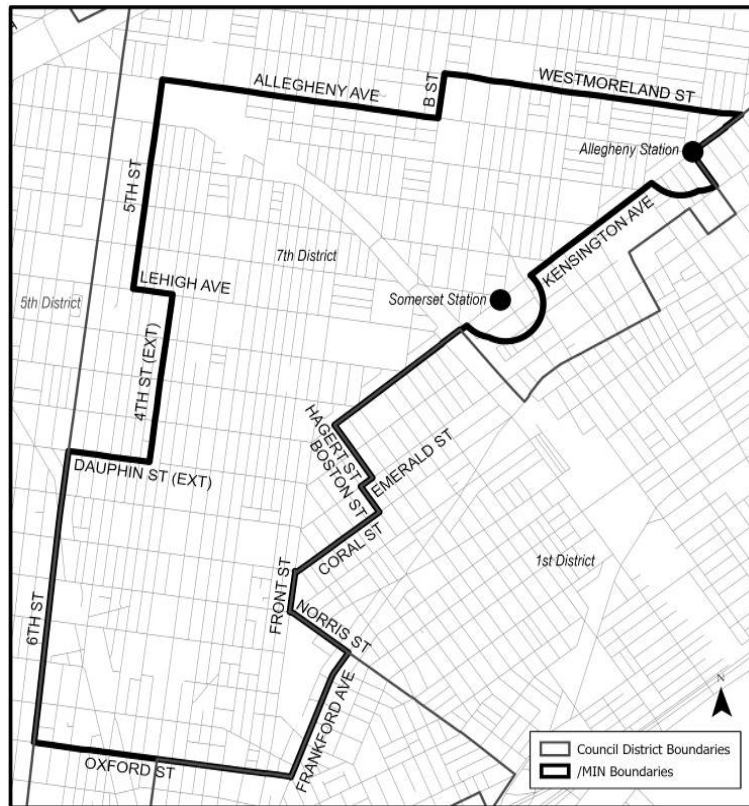 ALLEGHENY AVE
B ST
WESTMORELAND ST
Allegheny Station
5TH ST
KENSINGTON AVE
7th District
LEHIGH AVE
5th District
Somerset Station
4TH ST (EXT)
HAGERT ST
BOSTON ST
EMERALD ST
DAUPHIN ST (EXT)
CORAL ST
1st District
FRONT ST
NORRIS ST
6TH ST
FRANKFORD AVE
OXFORD ST
N
Council District Boundaries
/MIN Boundaries